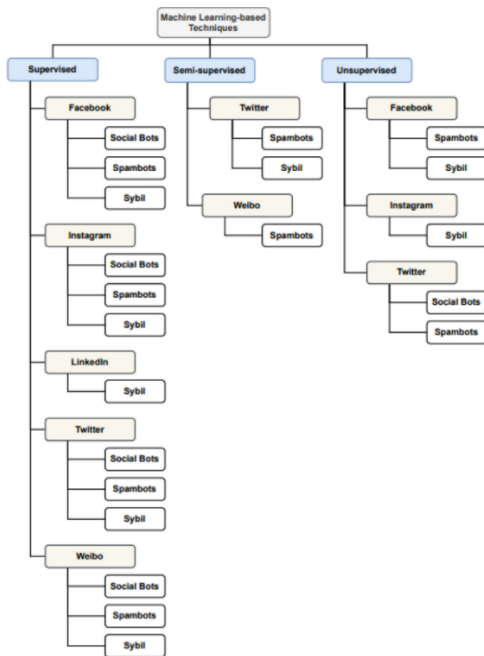 Machine Learning-based
Techniques
Supervised
Facebook
Social Bots
Spambots
Sybil
Instagram
Social Bots
Spambots
Sybil
LinkedIn
Sybil
Twitter
Social Bots
Spambots
Sybil
Weibo
Social Bots
Spambots
Sybil
Semi-supervised
Twitter
Spambots
Sybil
Weibo
Spambots
Unsupervised
Facebook
Spambots
Sybil
Instagram
Sybil
Twitter
Social Bots
Spambots